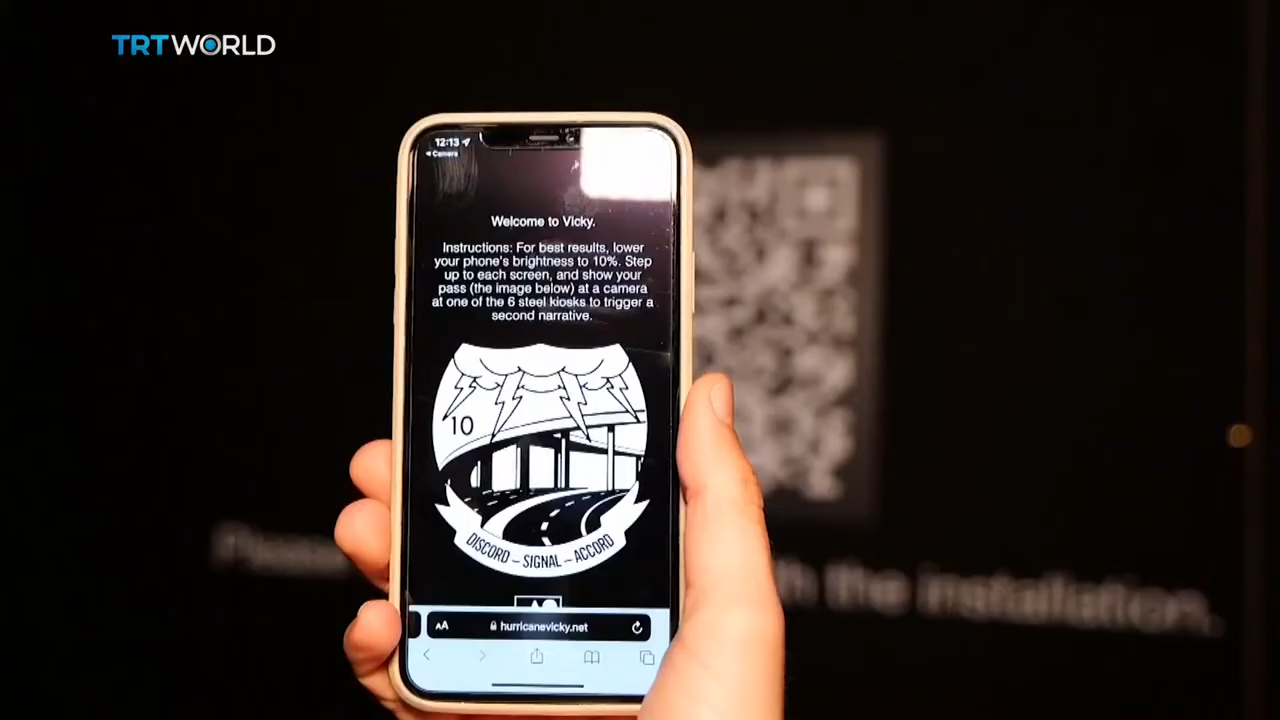 TRTWORLD
12:13
Camera
Welcome to Vicky.
Instructions: For best results, lower
your phone's brightness to 10%. Step
up to each screen, and show your
pass (the image below) at a camera
at one of the 6 steel kiosks to trigger a
second narrative.
10
DISCORD – SIGNAL – ACCORD
AA hurricanevicky.net
the installation.